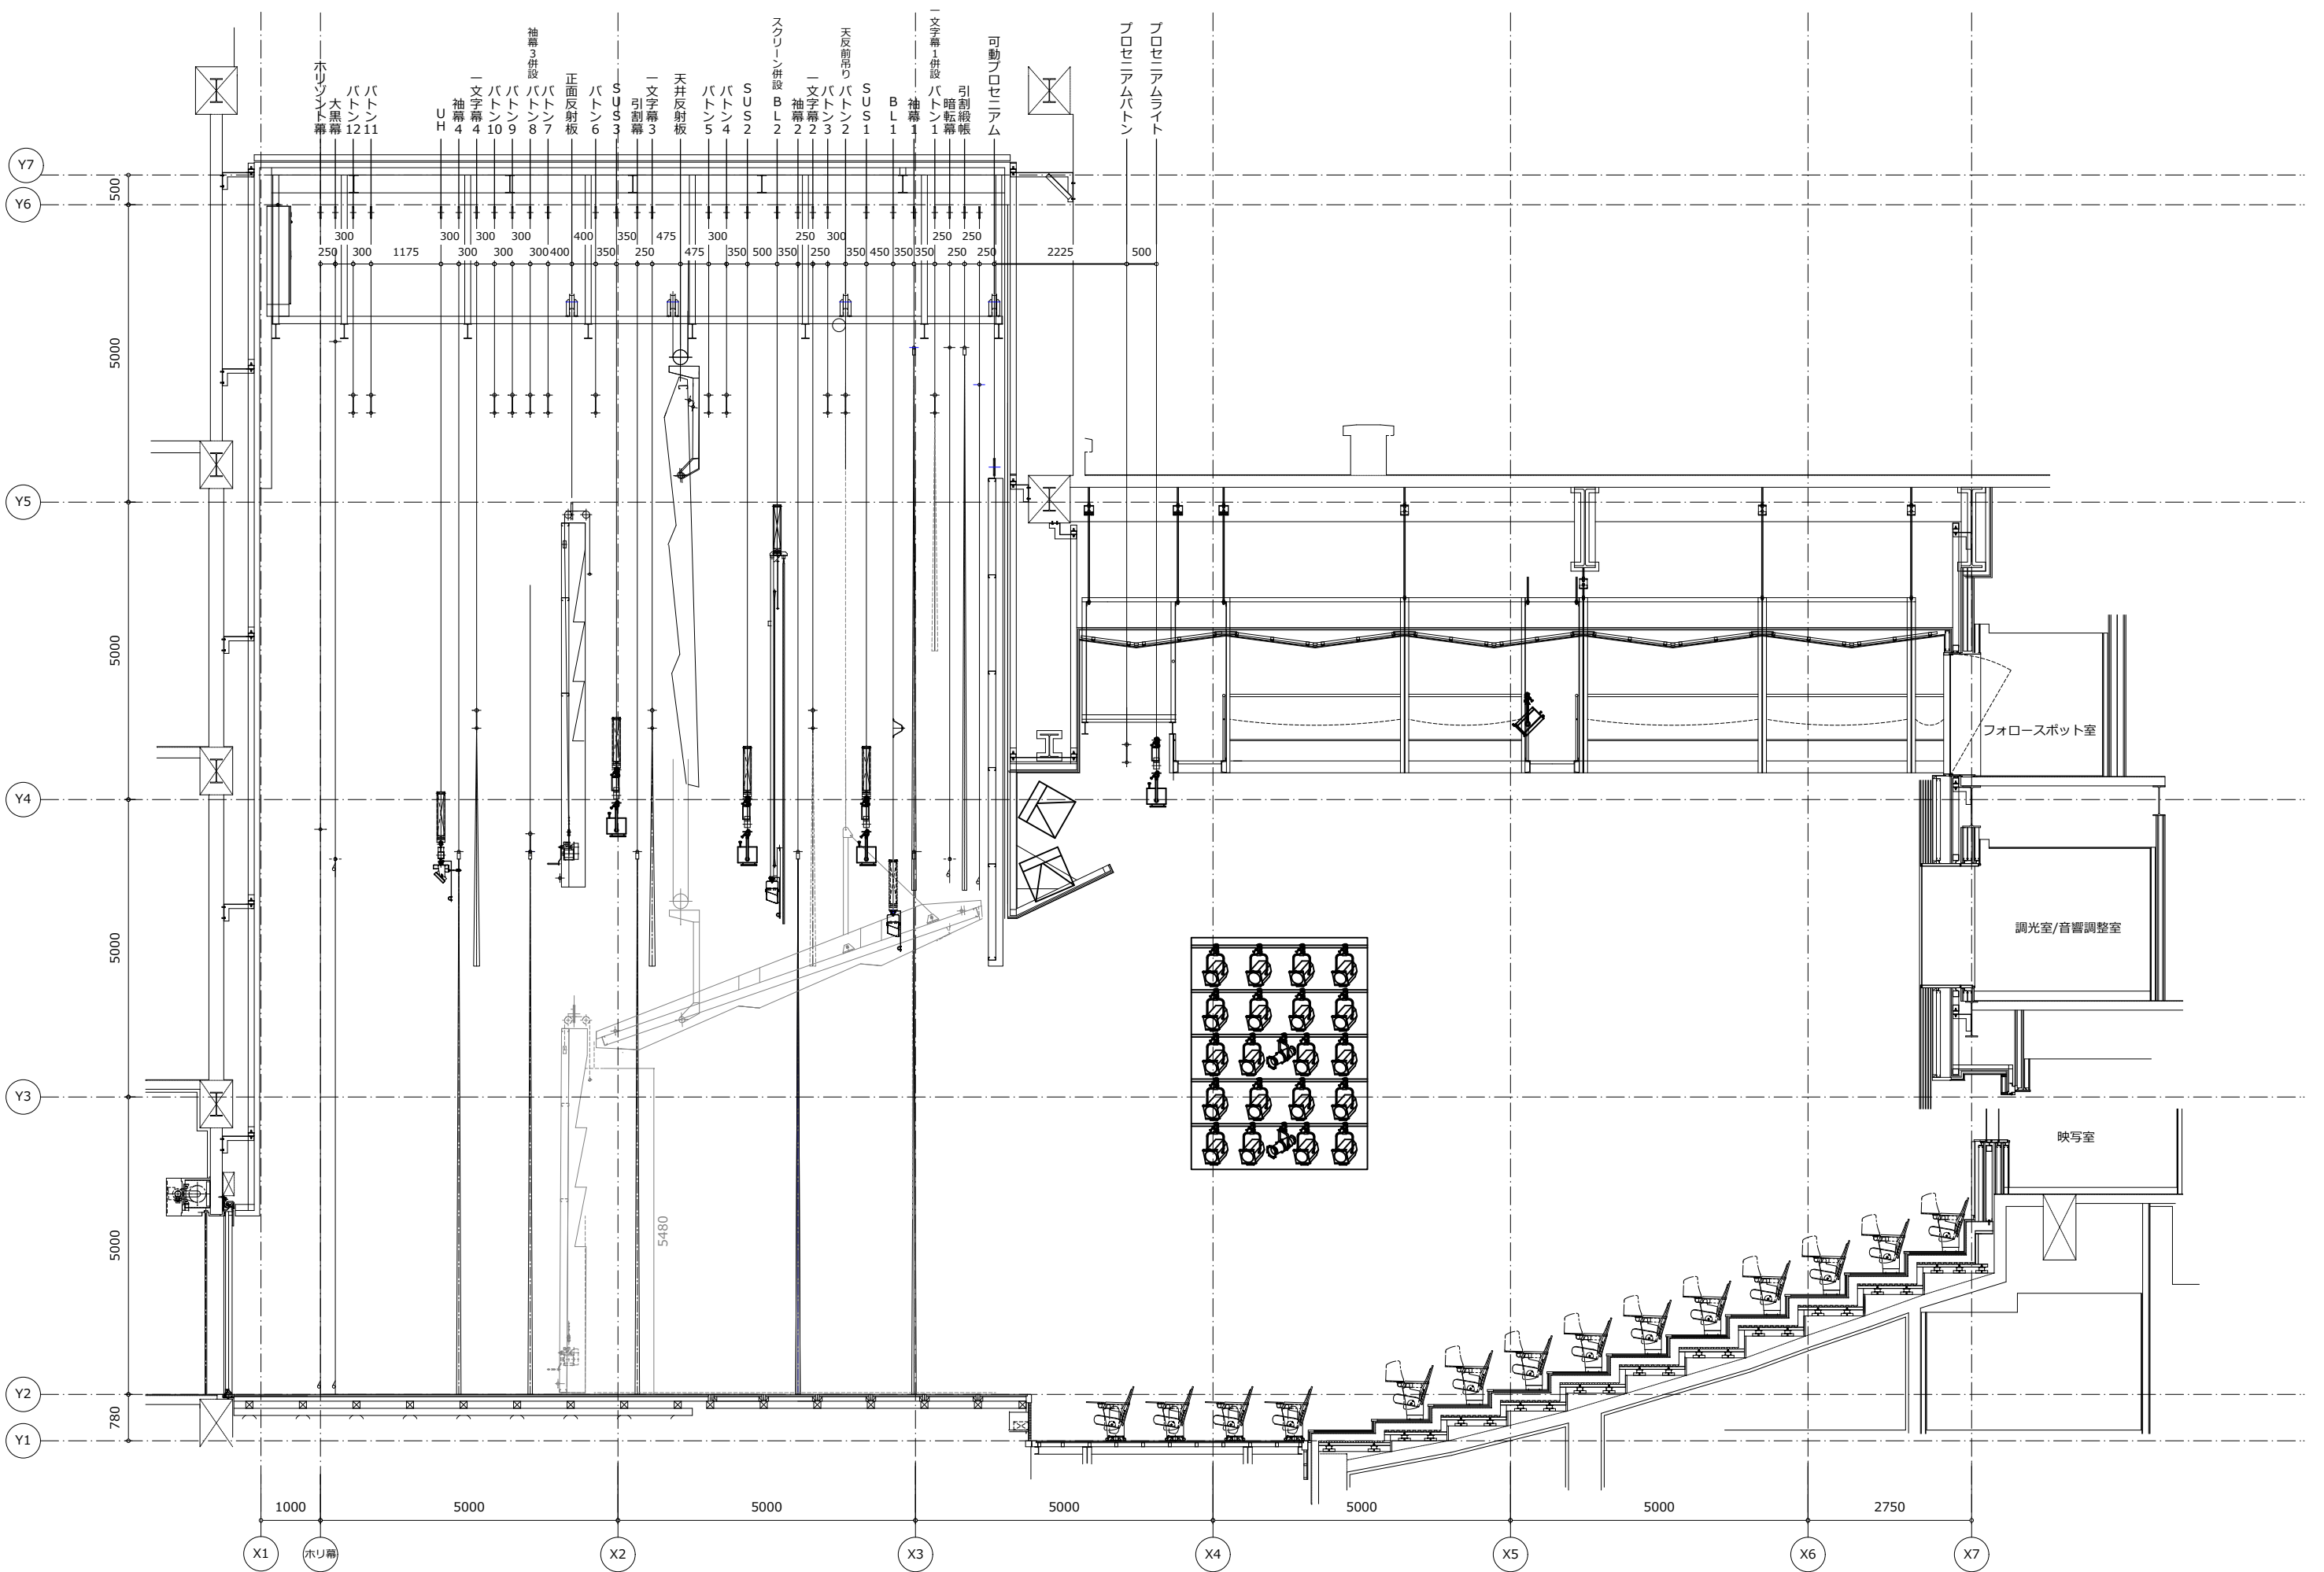 ホリゾント幕
大黒幕
バトン12
バトン11
UH
袖幕4
一文字幕4
バトン10
バトン9
袖幕3併設
バトン8
バトン7
正面反射板
バトン6
SUS3
引割幕
一文字幕3
天井反射板
バトン5
バトン4
SUS2
スクリーン併設
BL2
袖幕2
一文字幕2
バトン3
天反前吊り
バトン2
SUS1
BL1
袖幕1
一文字幕1併設
バトン1
暗転幕
引割緞帳
可動プロセニアム
プロセニアムバトン
プロセニアムライト
Y7
500
Y6
300 300 300 300 400 350 475 300 250 300 250 250
250 300 1175 300 300 300 400 350 250 475 350 500 350 250 350 450 350 350 250 250 2225 500
5000
Y5
5000
フォロースポット室
Y4
調光室/音響調整室
5000
Y3
映写室
5480
5000
Y2
780
Y1
1000 5000 5000 5000 5000 5000 2750
X1 ホリ幕 X2 X3 X4 X5 X6 X7